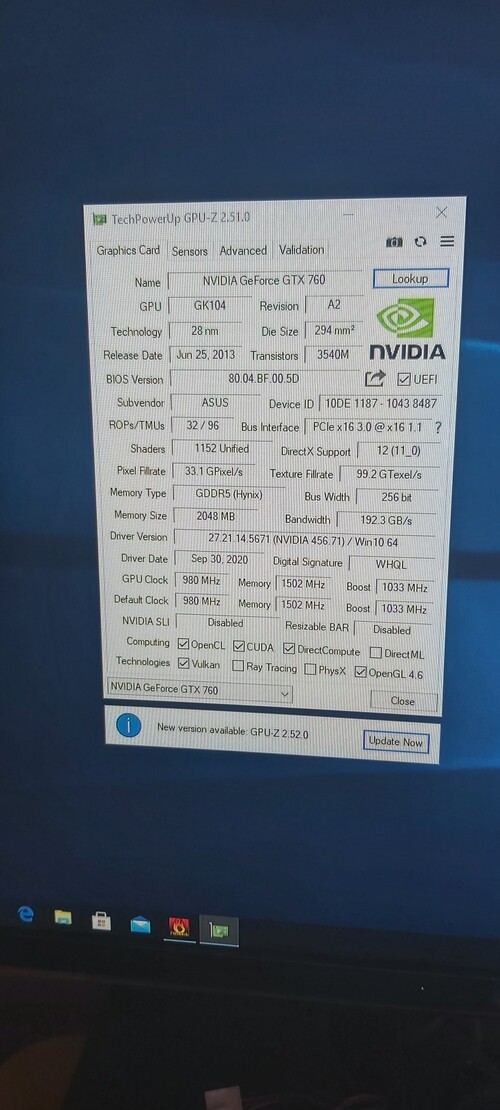 TechPowerUp GPU-Z 2.51.0
Graphics Card Sensors Advanced Validation
Name NVIDIA GeForce GTX 760 Lookup
GPU GK104 Revision A2
Technology 28 nm Die Size 294 mm²
Release Date Jun 25, 2013 Transistors 3540M
NVIDIA
BIOS Version 80.04.BF.00.5D UEFI
Subvendor ASUS Device ID 10DE 1187 - 1043 8487
ROPs/TMUs 32 / 96 Bus Interface PCIe x16 3.0 @ x16 1.1 ?
Shaders 1152 Unified DirectX Support 12 (11_0)
Pixel Fillrate 33.1 GPixel/s Texture Fillrate 99.2 GTexel/s
Memory Type GDDR5 (Hynix) Bus Width 256 bit
Memory Size 2048 MB Bandwidth 192.3 GB/s
Driver Version 27.21.14.5671 (NVIDIA 456.71) / Win10 64
Driver Date Sep 30, 2020 Digital Signature WHQL
GPU Clock 980 MHz Memory 1502 MHz Boost 1033 MHz
Default Clock 980 MHz Memory 1502 MHz Boost 1033 MHz
NVIDIA SLI Disabled Resizable BAR Disabled
Computing OpenCL CUDA DirectCompute DirectML
Technologies Vulkan Ray Tracing PhysX OpenGL 4.6
NVIDIA GeForce GTX 760 Close
New version available: GPU-Z 2.52.0 Update Now